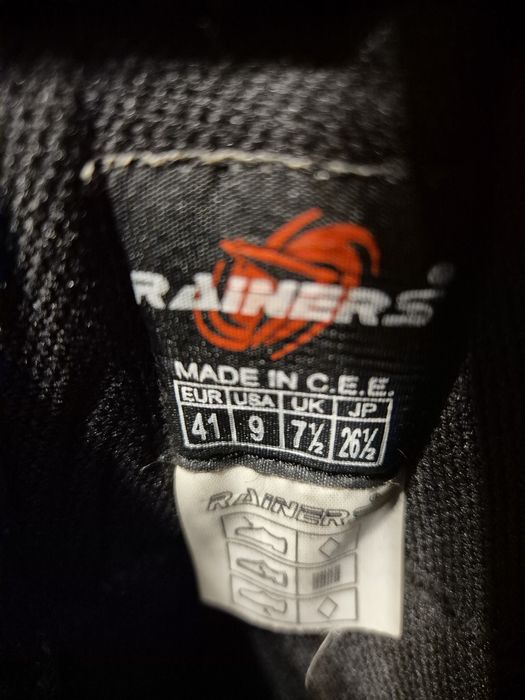 RAINERS®
MADE IN C.E.E.
EUR USA UK JP
41 9 7½ 26½
RAINERS